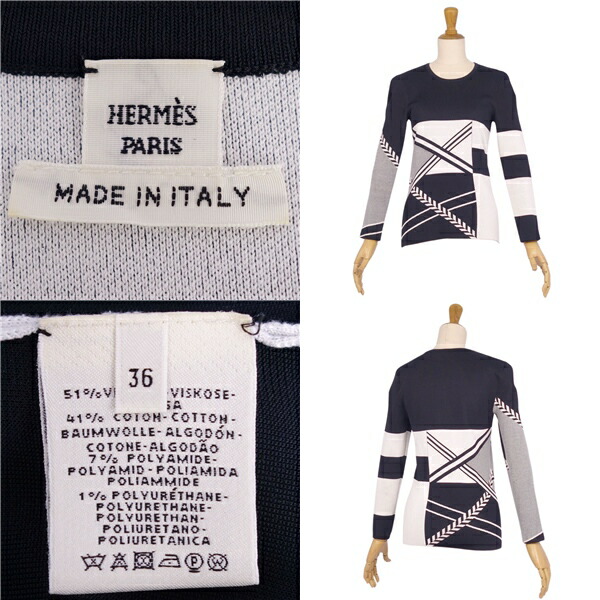 HERMÈS
PARIS
MADE IN ITALY
36
51% VISKOSE-
41% COTON-COTTON-
BAUMWOLLE-ALGODÓN-
COTONE-ALGODÃO
7% POLYAMIDE-
POLYAMID-POLIAMIDA
POLIAMMIDE
1% POLYURÉTHANE-
POLYURETHANE-
POLYURETHAN-
POLIURETANO-
POLIURETANICA